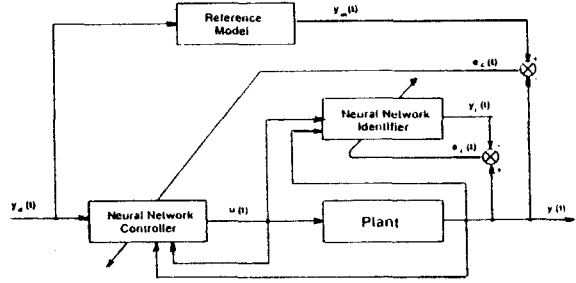 Reference
Model
y_m(t)
e_c(t)
+
-
Neural Network
Identifier
y_i(t)
e_i(t)
-
+
y_d(t)
Neural Network
Controller
u(t)
Plant
y(t)